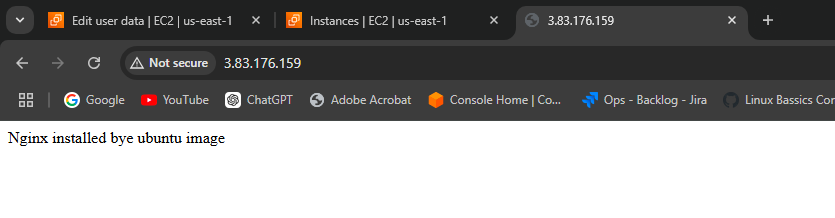 Edit user data | EC2 | us-east-1
Instances | EC2 | us-east-1
3.83.176.159
Not secure
3.83.176.159
Google
YouTube
ChatGPT
Adobe Acrobat
Console Home | Co...
Ops - Backlog - Jira
Linux Bassics Cor
Nginx installed bye ubuntu image